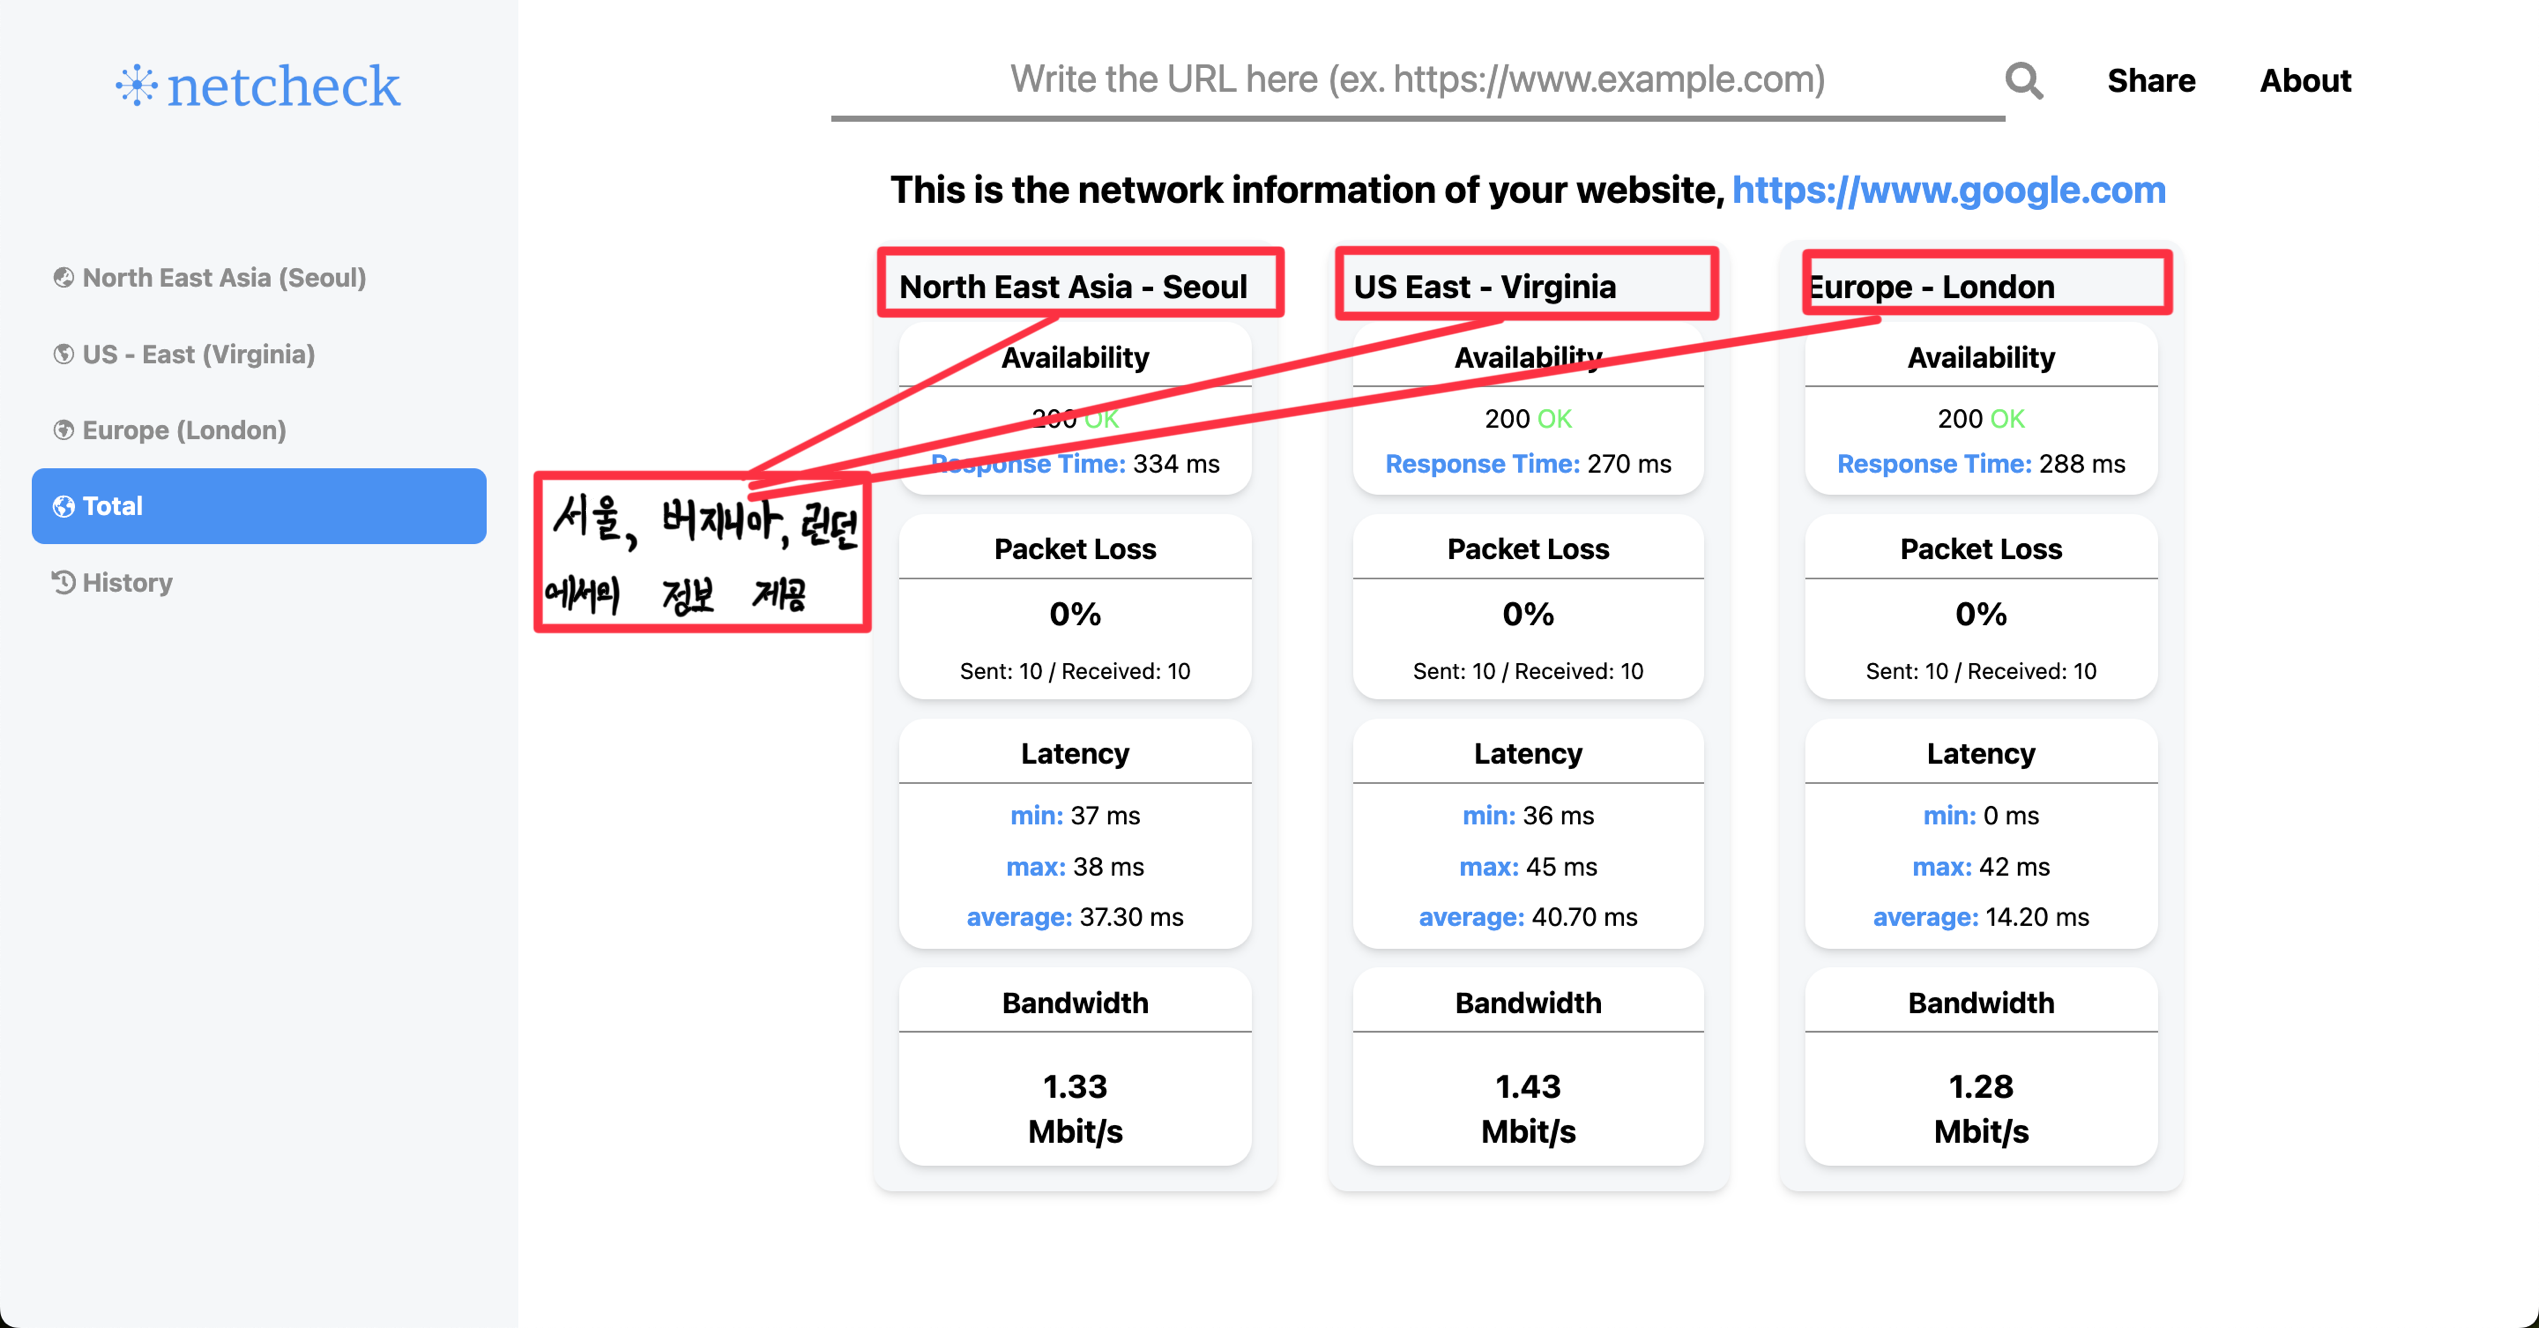 netcheck
Write the URL here (ex. https://www.example.com)
Share
About
North East Asia (Seoul)
US - East (Virginia)
Europe (London)
Total
History
This is the network information of your website, https://www.google.com
North East Asia - Seoul
Availability
200 OK
Response Time: 334 ms
Packet Loss
0%
Sent: 10 / Received: 10
Latency
min: 37 ms
max: 38 ms
average: 37.30 ms
Bandwidth
1.33
Mbit/s
US East - Virginia
Availability
200 OK
Response Time: 270 ms
Packet Loss
0%
Sent: 10 / Received: 10
Latency
min: 36 ms
max: 45 ms
average: 40.70 ms
Bandwidth
1.43
Mbit/s
Europe - London
Availability
200 OK
Response Time: 288 ms
Packet Loss
0%
Sent: 10 / Received: 10
Latency
min: 0 ms
max: 42 ms
average: 14.20 ms
Bandwidth
1.28
Mbit/s
서울, 버지니아, 런던
에서의 정보 제공